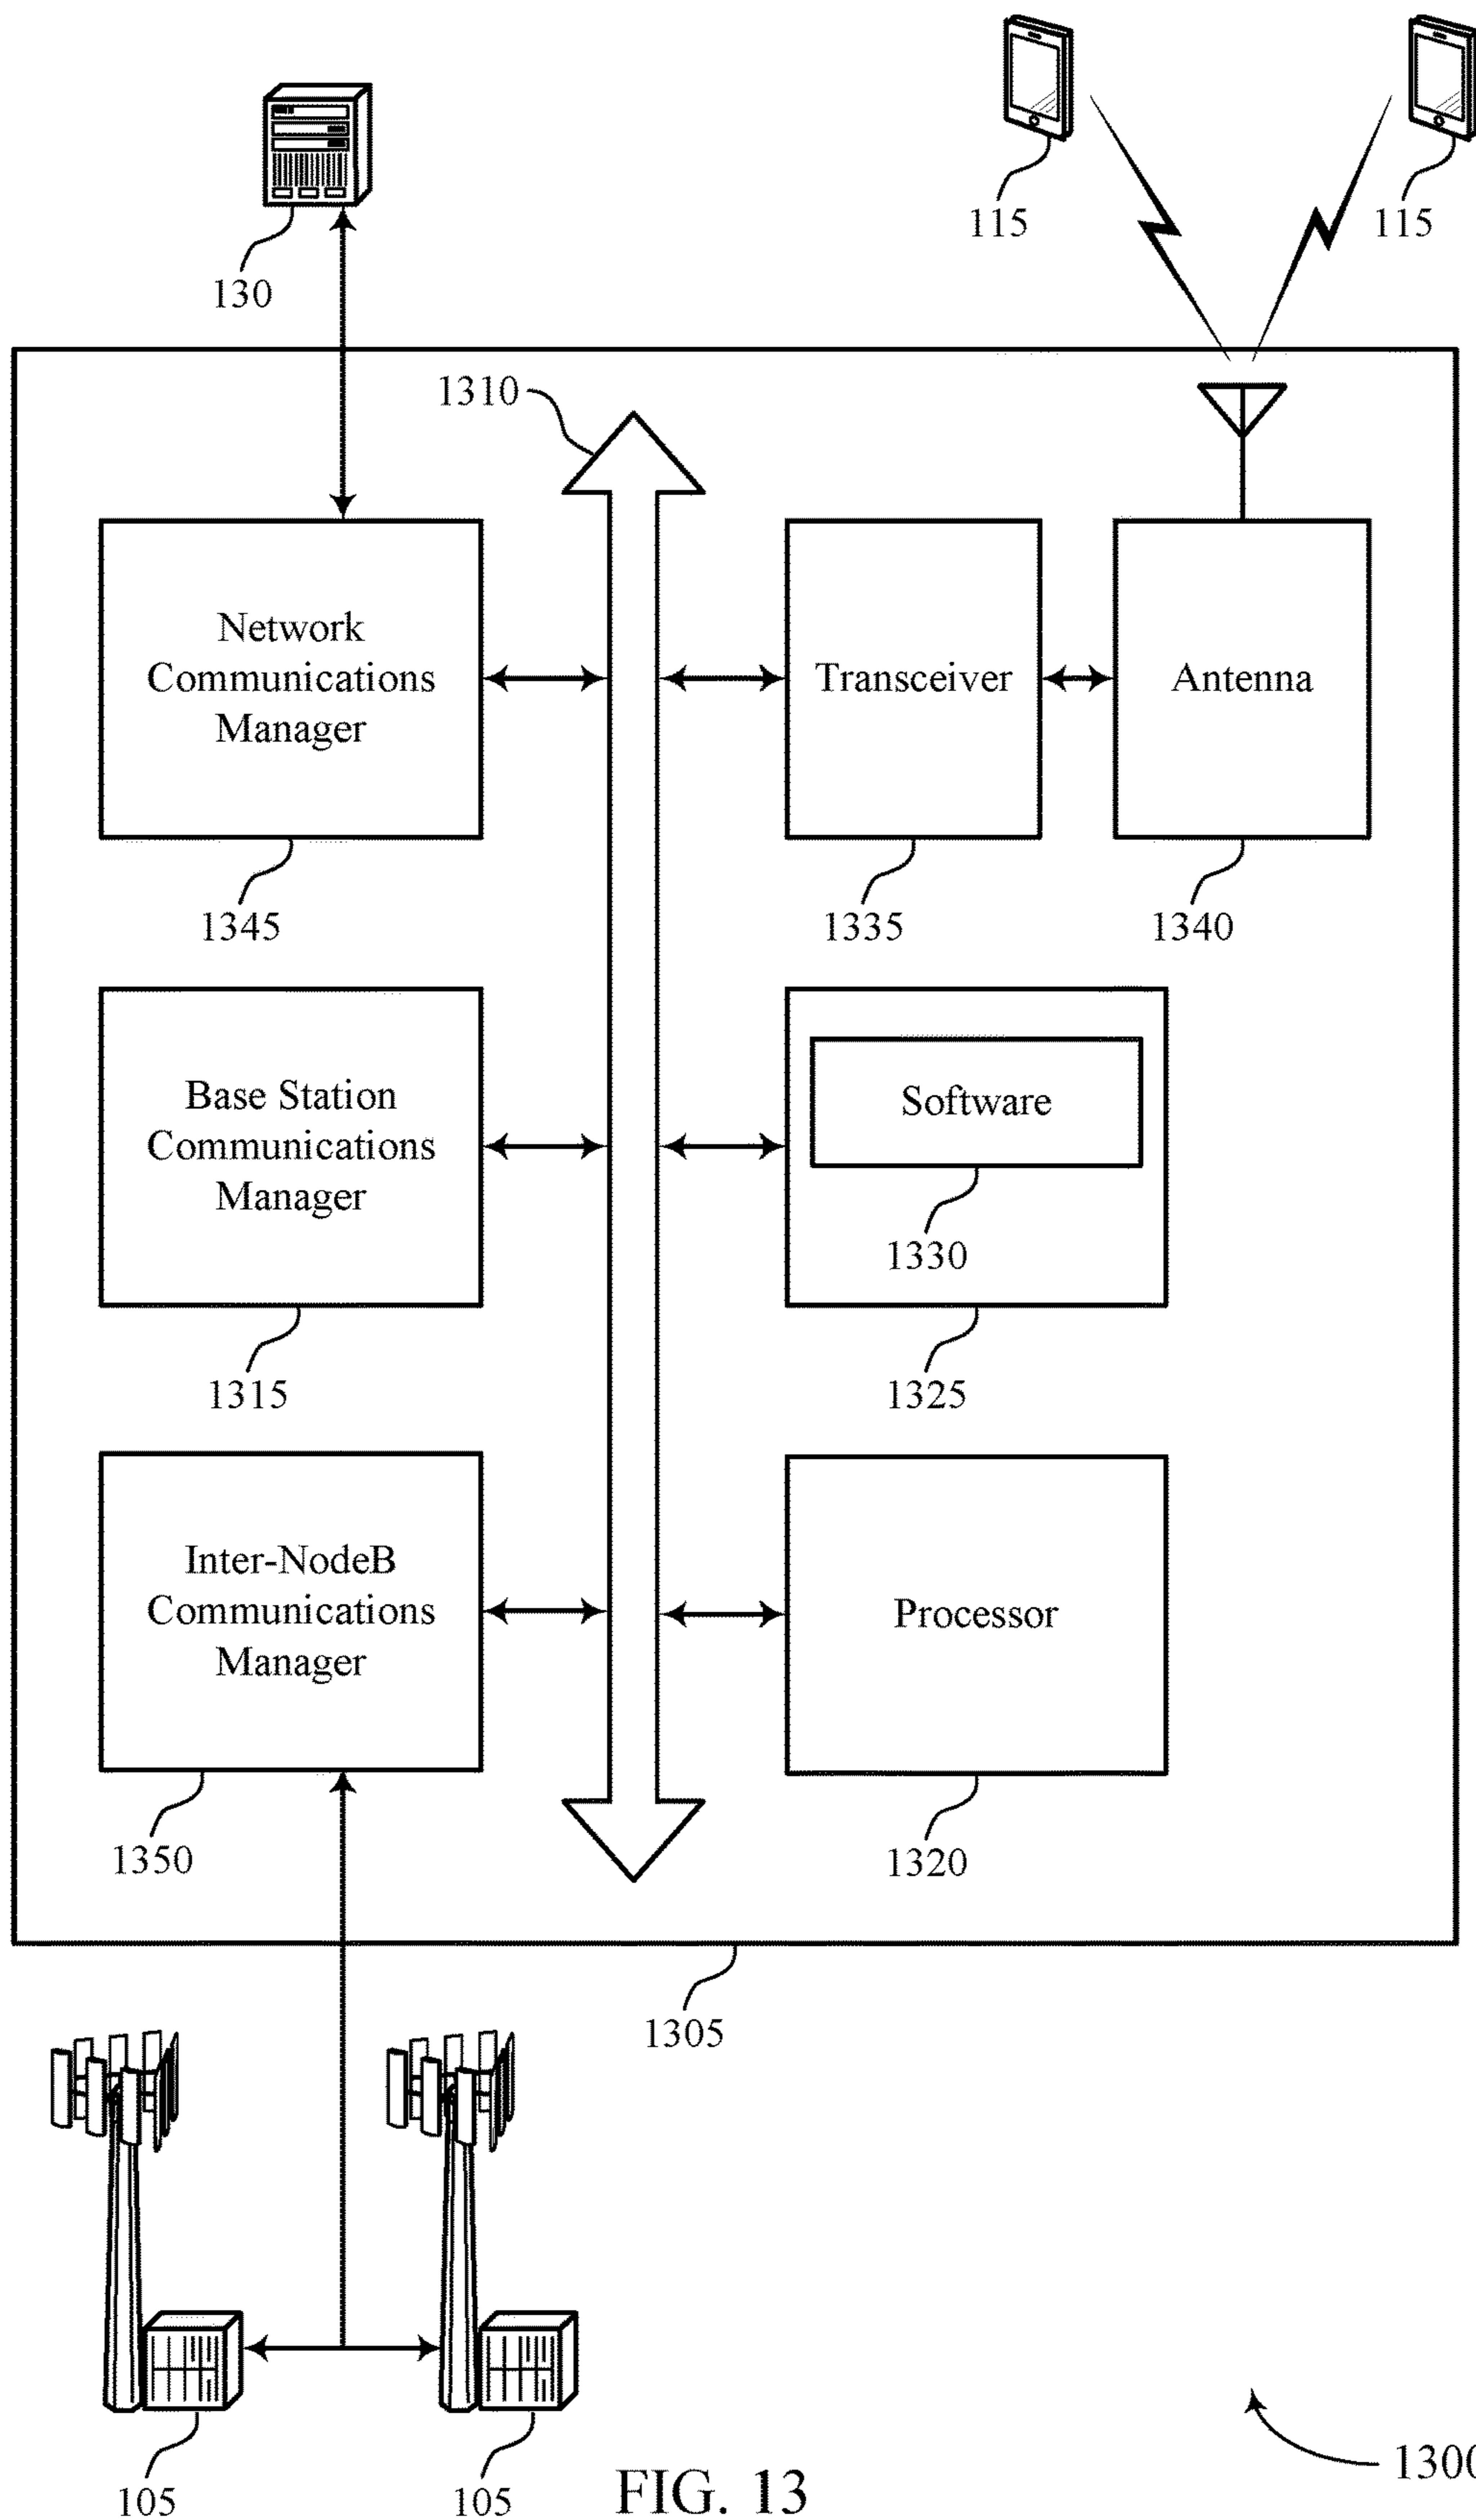 115
115
130
1310
Network
Communications
Manager
Transceiver
Antenna
1345
1335
1340
Base Station
Communications
Manager
Software
1330
1315
1325
Inter-NodeB
Communications
Manager
Processor
1350
1320
1305
105
105
FIG. 13
1300